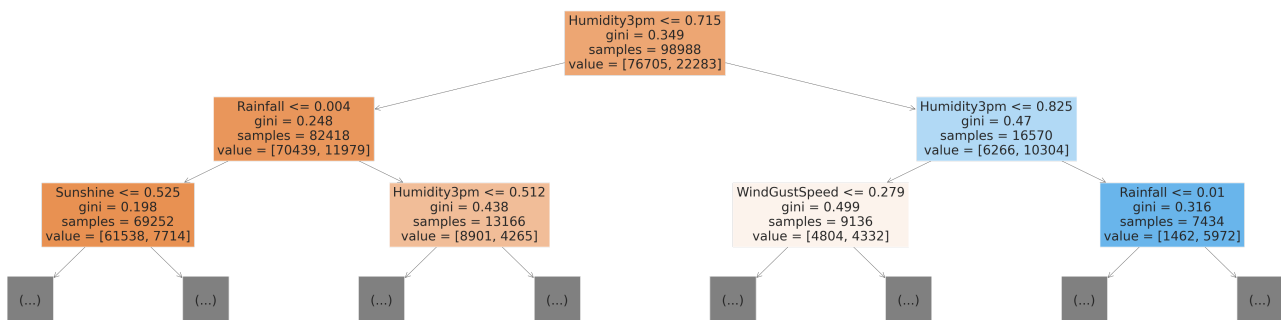 Humidity3pm <= 0.715
gini = 0.349
samples = 98988
value = [76705, 22283]
Rainfall <= 0.004
gini = 0.248
samples = 82418
value = [70439, 11979]
Humidity3pm <= 0.825
gini = 0.47
samples = 16570
value = [6266, 10304]
Sunshine <= 0.525
gini = 0.198
samples = 69252
value = [61538, 7714]
Humidity3pm <= 0.512
gini = 0.438
samples = 13166
value = [8901, 4265]
WindGustSpeed <= 0.279
gini = 0.499
samples = 9136
value = [4804, 4332]
Rainfall <= 0.01
gini = 0.316
samples = 7434
value = [1462, 5972]
(...)
(...)
(...)
(...)
(...)
(...)
(...)
(...)